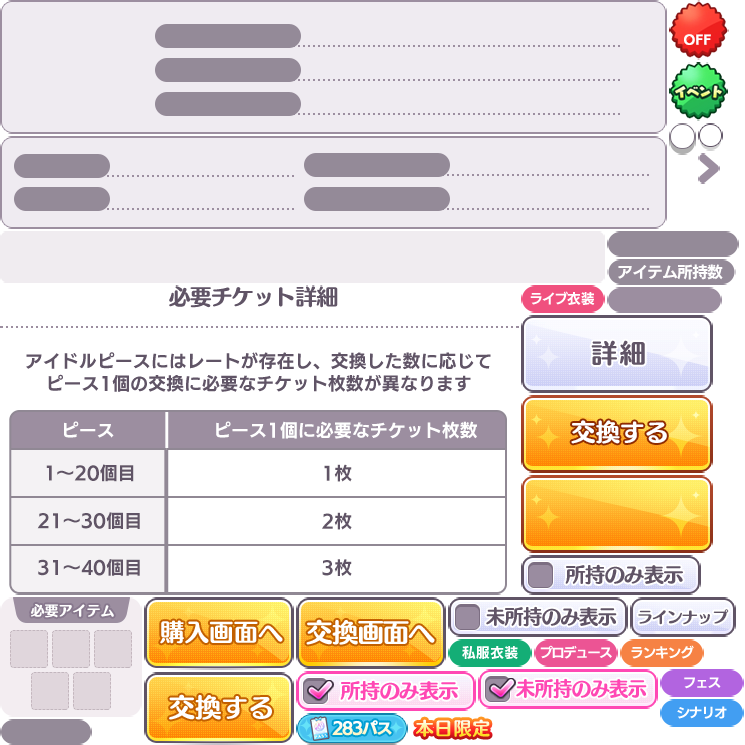 OFF
イベント
アイテム所持数
必要チケット詳細
ライブ衣装
詳細
アイドルピースにはレートが存在し、交換した数に応じて
ピース1個の交換に必要なチケット枚数が異なります
交換する
ピース
ピース1個に必要なチケット枚数
1〜20個目
1枚
21〜30個目
2枚
31〜40個目
3枚
所持のみ表示
必要アイテム
購入画面へ
交換画面へ
未所持のみ表示
ラインナップ
私服衣装
プロデュース
ランキング
交換する
所持のみ表示
未所持のみ表示
フェス
シナリオ
283パス
本日限定